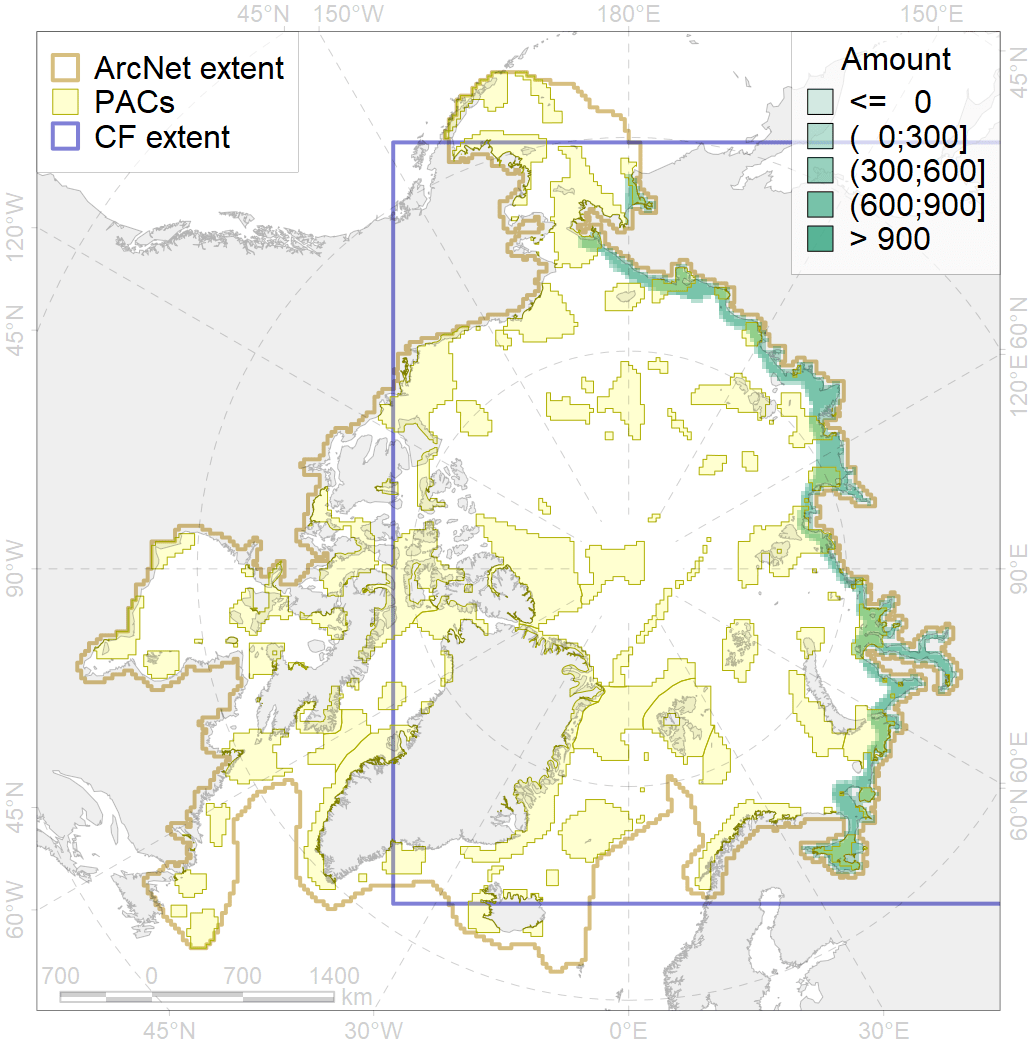 45°N 150°W 180°E 150°E
ArcNet extent
PACs
CF extent
Amount
<= 0
( 0;300]
(300;600]
(600;900]
> 900
45°N
120°W
60°N
45°N
120°E
90°W
90°E
60°E
45°N
60°N
60°W
700 0 700 1400
km
45°N 30°W 0°E 30°E